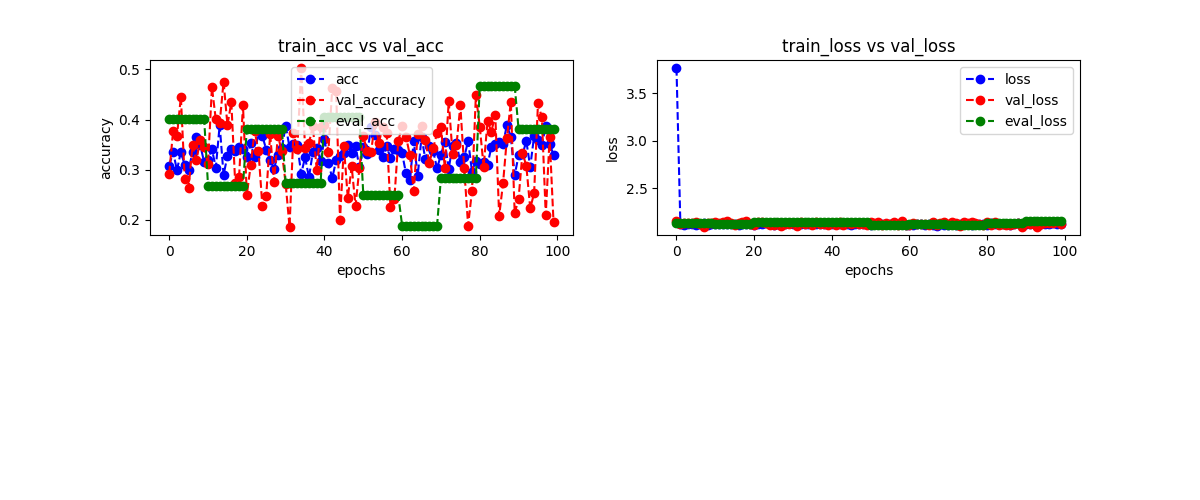 train_acc vs val_acc
accuracy
0.5
0.4
0.3
0.2
acc
val_accuracy
eval_acc
0 20 40 60 80 100
epochs
train_loss vs val_loss
loss
3.5
3.0
2.5
loss
val_loss
eval_loss
0 20 40 60 80 100
epochs